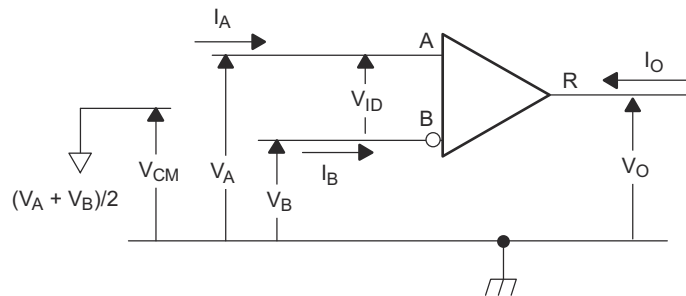 I_A
A
I_O
R
V_ID
B
V_CM
V_A
I_B
V_B
V_O
(V_A + V_B)/2